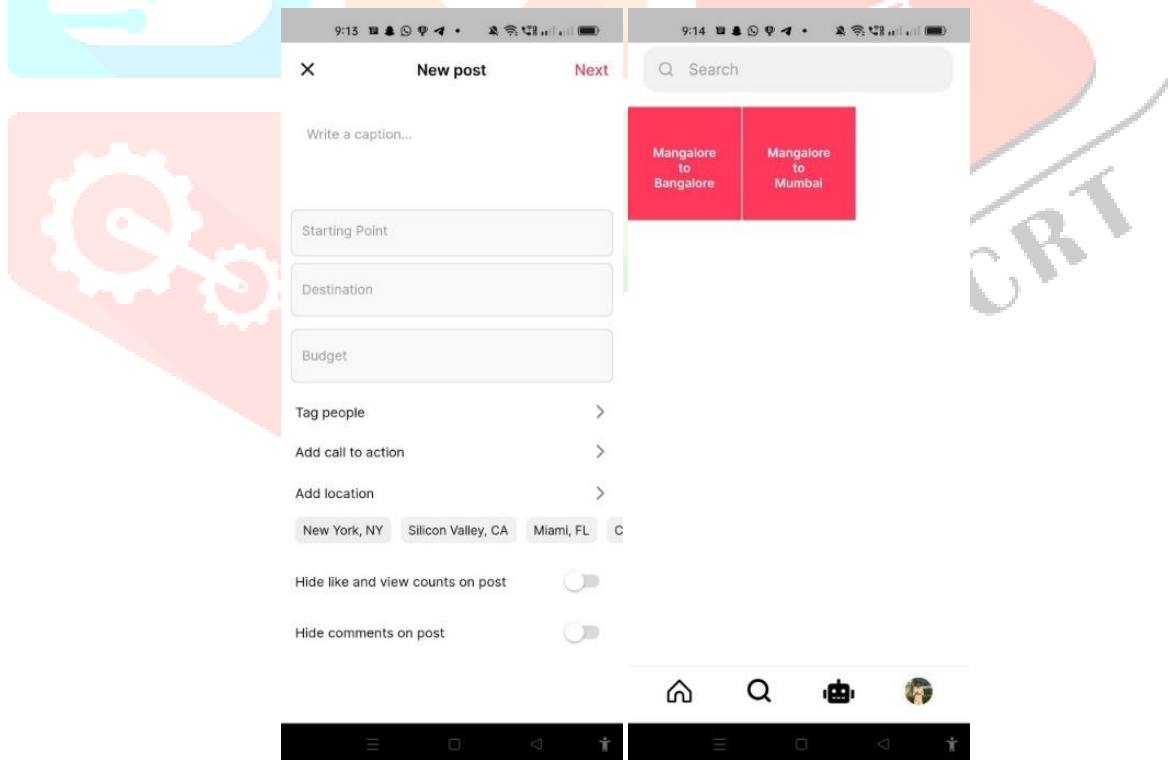 9:13
New post
Next
Write a caption...
Starting Point
Destination
Budget
Tag people
Add call to action
Add location
New York, NY
Silicon Valley, CA
Miami, FL
C
Hide like and view counts on post
Hide comments on post
9:14
Search
Mangalore
to
Bangalore
Mangalore
to
Mumbai
CRT